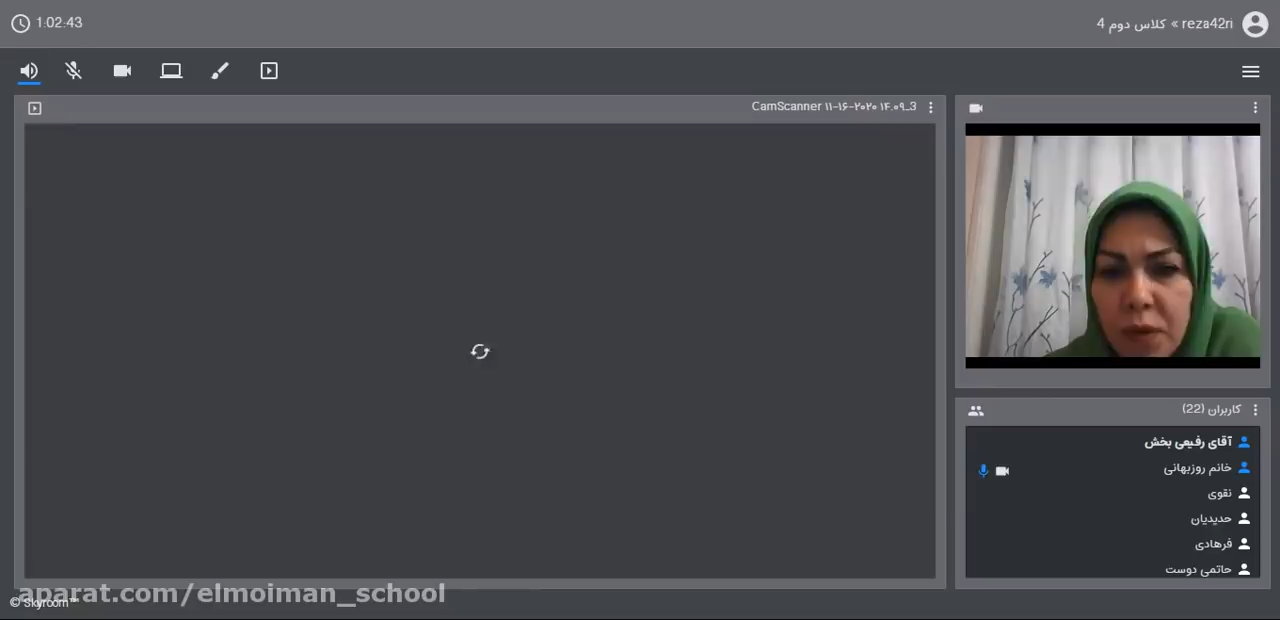 1:02:43
reza42ri » کلاس دوم 4
CamScanner ۱۱-۱۶-۲۰۲۰ ۱۴.۰۹_3
کاربران (22)
آقای رفیعی بخش
خانم روزبهانی
نقوی
حدیدیان
فرهادی
حاتمی دوست
aparat.com/elmoiman_school
© Skyroom™